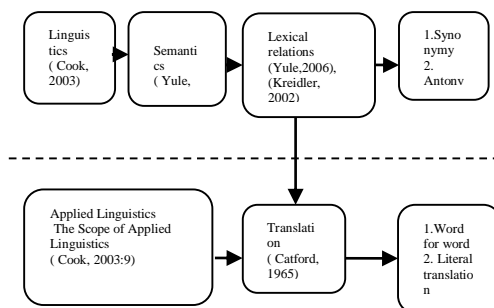 Linguis
tics
( Cook,
2003)
Semanti
cs
( Yule,
Lexical
relations
(Yule,2006),
(Kreidler,
2002)
1.Syno
nymy
2.
Antony
Applied Linguistics
The Scope of Applied
Linguistics
( Cook, 2003:9)
Translati
on
( Catford,
1965)
1.Word
for word
2. Literal
translatio
n